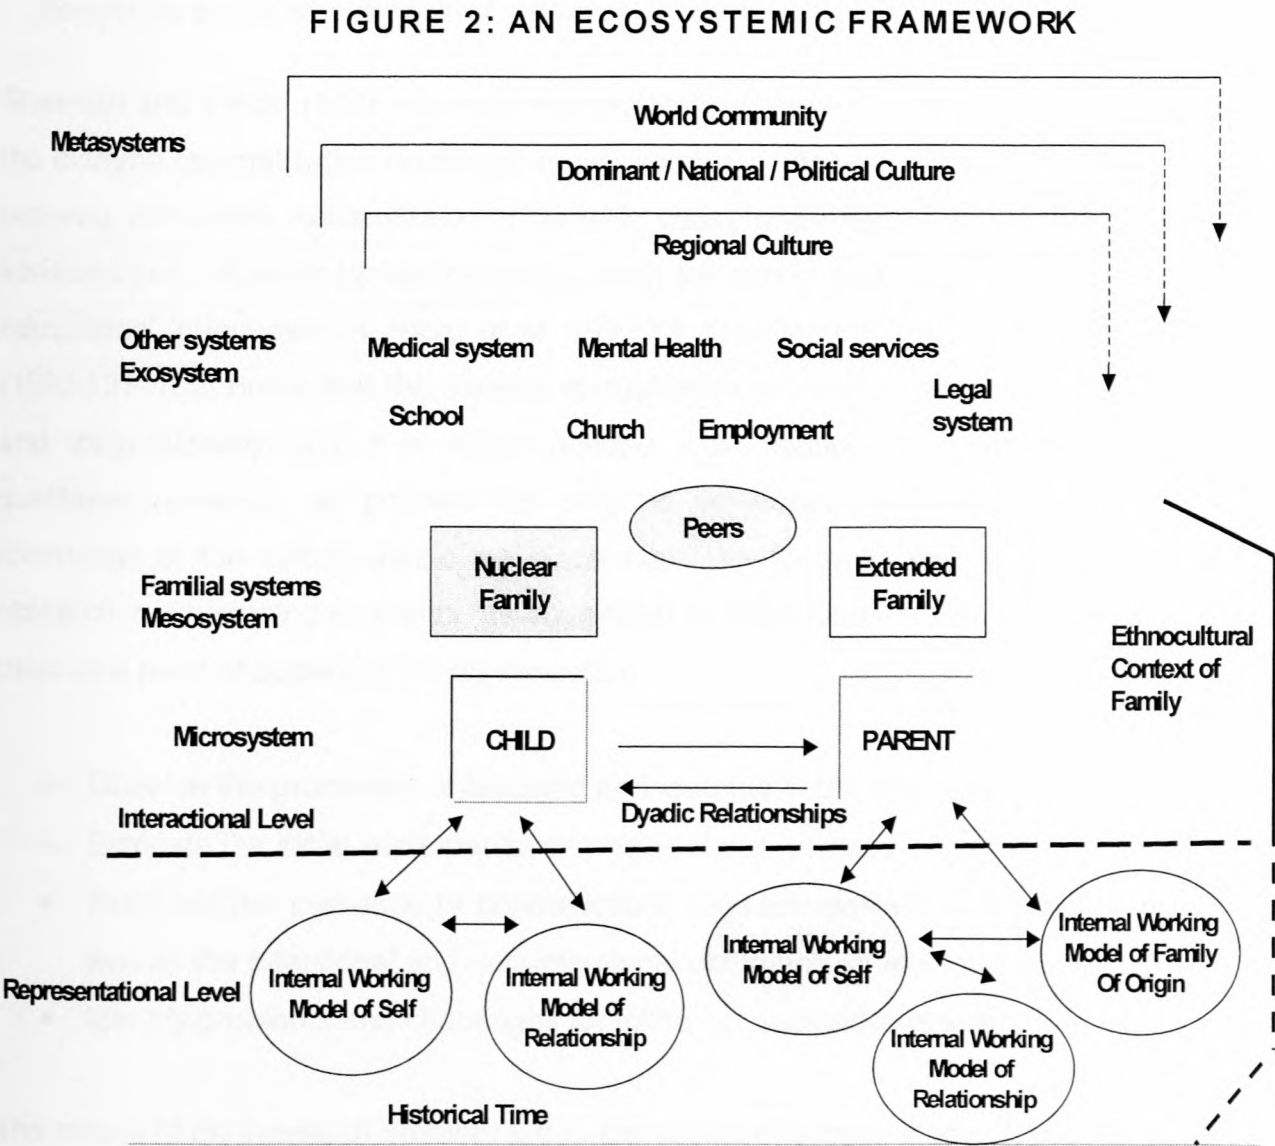 FIGURE 2: AN ECOSYSTEMIC FRAMEWORK
World Community
Metasystems
Dominant / National / Political Culture
Regional Culture
Other systems
Exosystem
Medical system
Mental Health
Social services
School
Church
Employment
Legal
system
Peers
Nuclear
Family
Extended
Family
Familial systems
Mesosystem
Ethnocultural
Context of
Family
Microsystem
CHILD
PARENT
Dyadic Relationships
Interactional Level
Representational Level
Internal Working
Model of Self
Internal Working
Model of
Relationship
Internal Working
Model of Self
Internal Working
Model of
Relationship
Internal Working
Model of Family
Of Origin
Historical Time